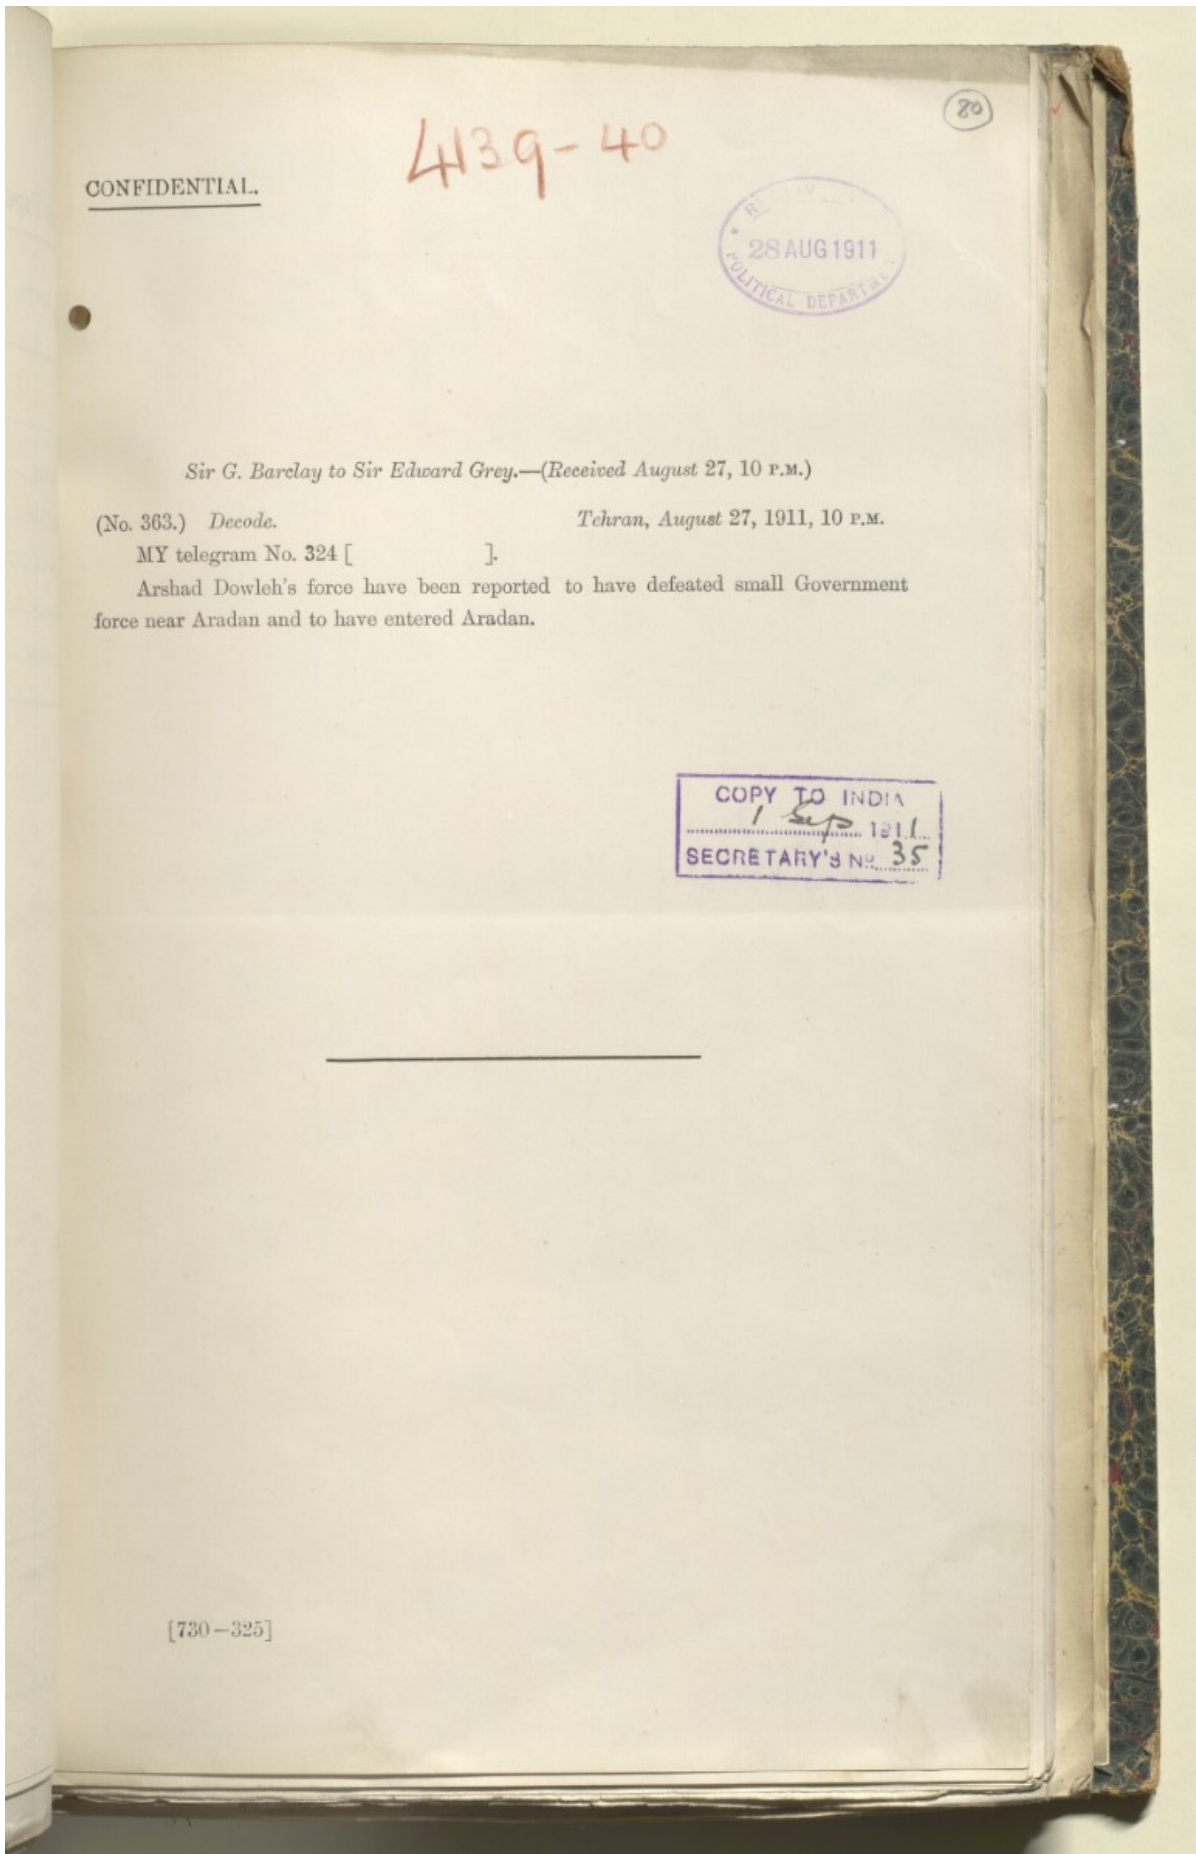 80
4139-40
CONFIDENTIAL.
28 AUG 1911
POLITICAL DEPARTMENT
Sir G. Barclay to Sir Edward Grey.—(Received August 27, 10 P.M.)
(No. 363.) Decode. Tehran, August 27, 1911, 10 P.M.
MY telegram No. 324 [ ].
Arshad Dowleh's force have been reported to have defeated small Government
force near Aradan and to have entered Aradan.
COPY TO INDIA
1 Sep 1911
SECRETARY'S No. 35
[730—325]